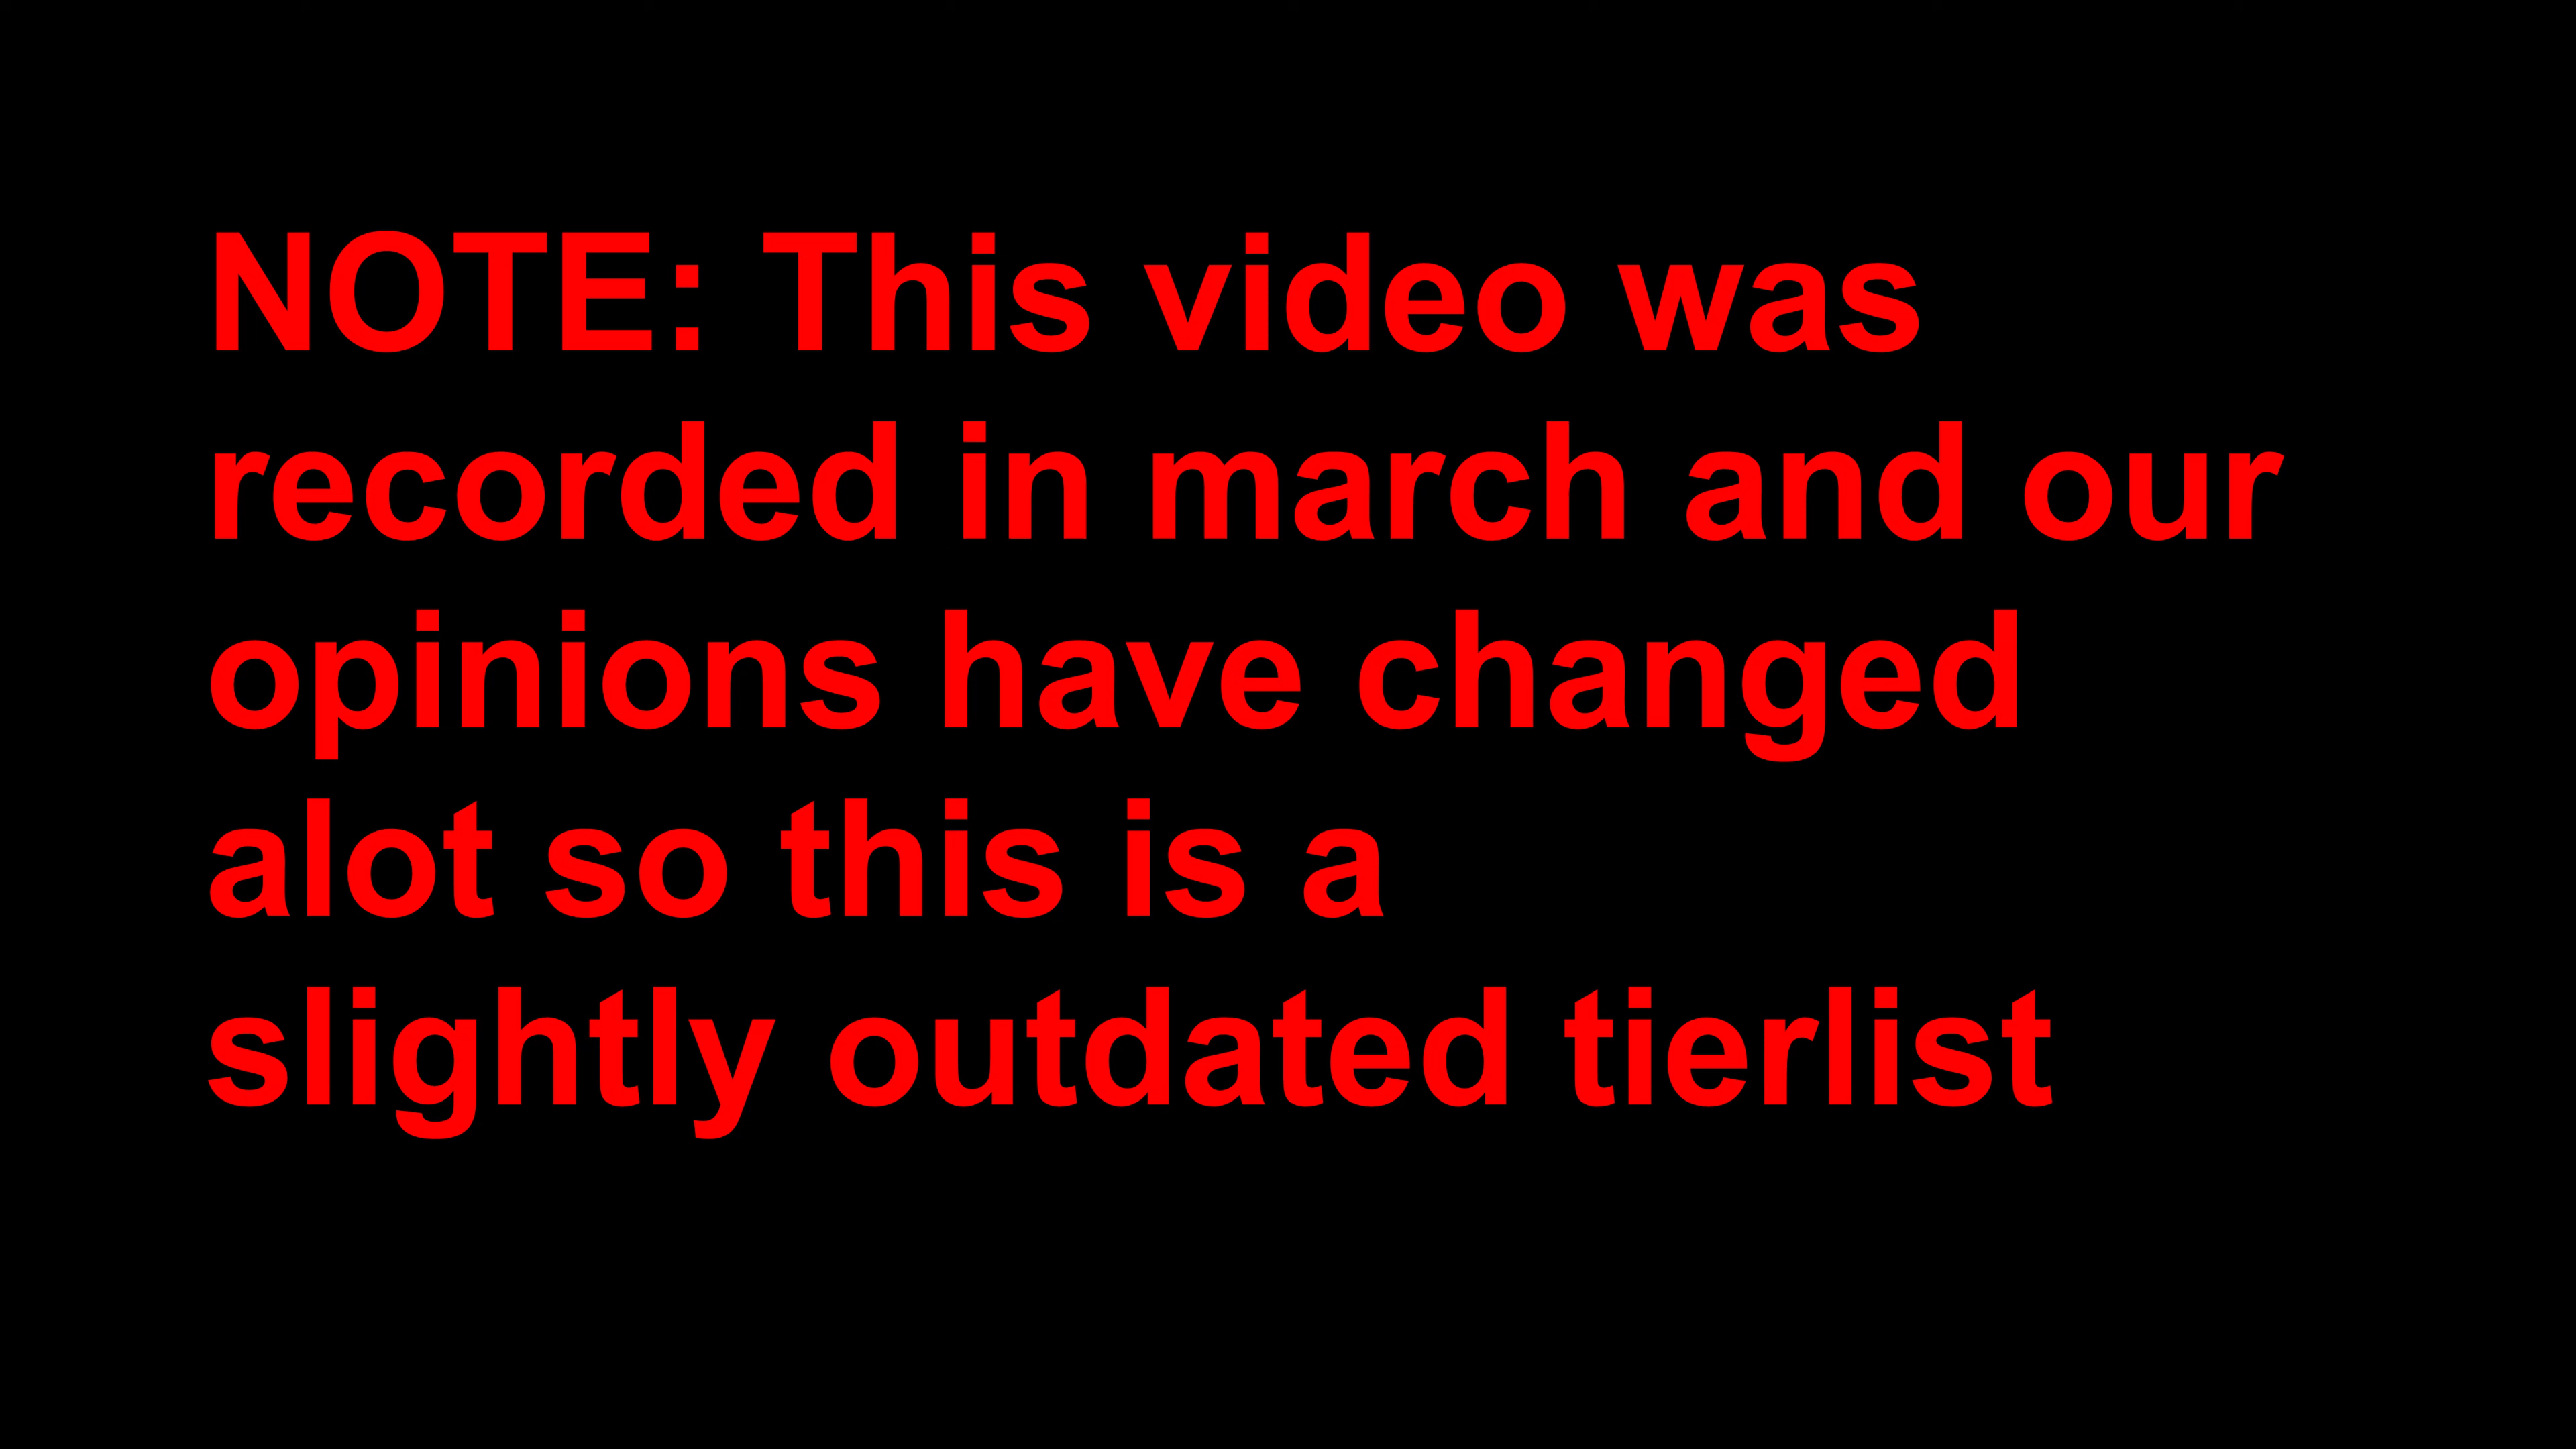 NOTE: This video was
recorded in march and our
opinions have changed
alot so this is a
slightly outdated tierlist